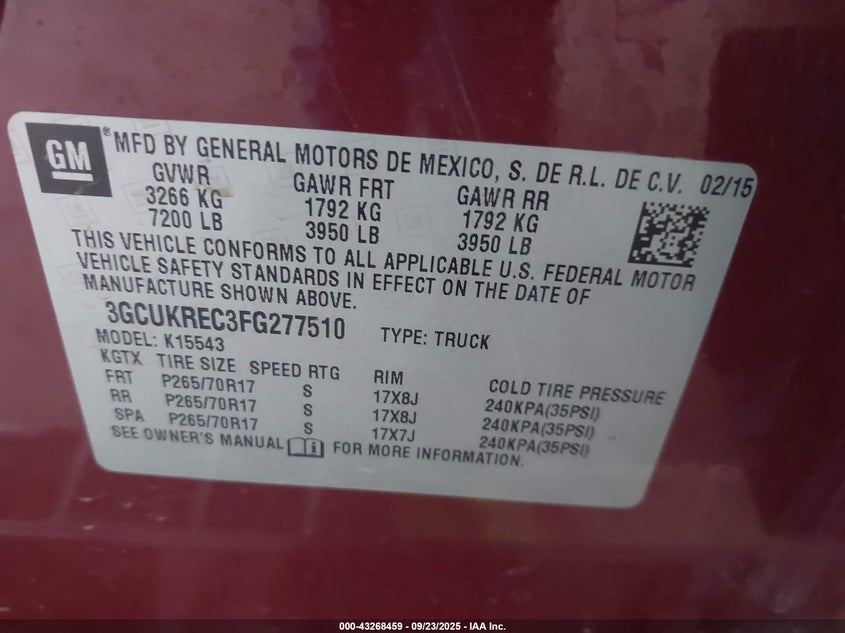 GM
® MFD BY GENERAL MOTORS DE MEXICO, S. DE R.L. DE C.V. 02/15
GVWR GAWR FRT GAWR RR
3266 KG 1792 KG 1792 KG
7200 LB 3950 LB 3950 LB
THIS VEHICLE CONFORMS TO ALL APPLICABLE U.S. FEDERAL MOTOR
VEHICLE SAFETY STANDARDS IN EFFECT ON THE DATE OF
MANUFACTURE SHOWN ABOVE.
3GCUKREC3FG277510 TYPE: TRUCK
MODEL: K15543
KGTX TIRE SIZE SPEED RTG RIM COLD TIRE PRESSURE
FRT P265/70R17 S 17X8J 240KPA(35PSI)
RR P265/70R17 S 17X8J 240KPA(35PSI)
SPA P265/70R17 S 17X7J 240KPA(35PSI)
SEE OWNER'S MANUAL FOR MORE INFORMATION.
000-43268459 - 09/23/2025 - IAA Inc.